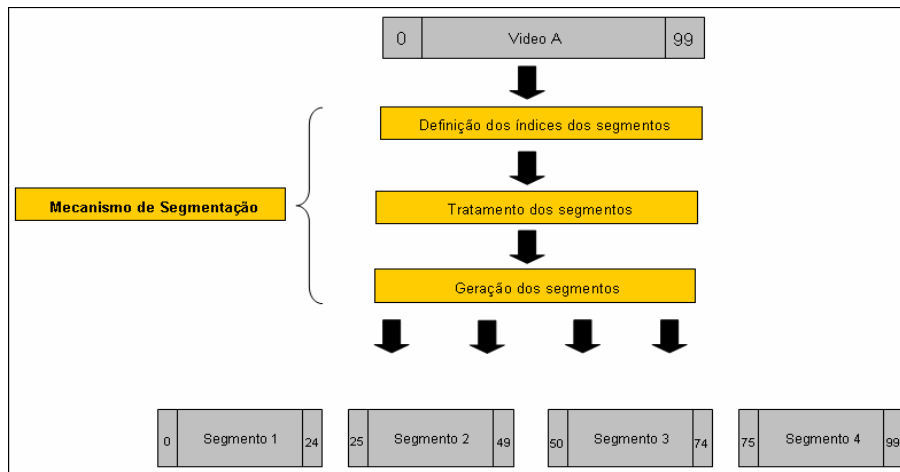 0 Video A 99
Definição dos índices dos segmentos
Mecanismo de Segmentação
Tratamento dos segmentos
Geração dos segmentos
0 Segmento 1 24 25 Segmento 2 49 50 Segmento 3 74 75 Segmento 4 99